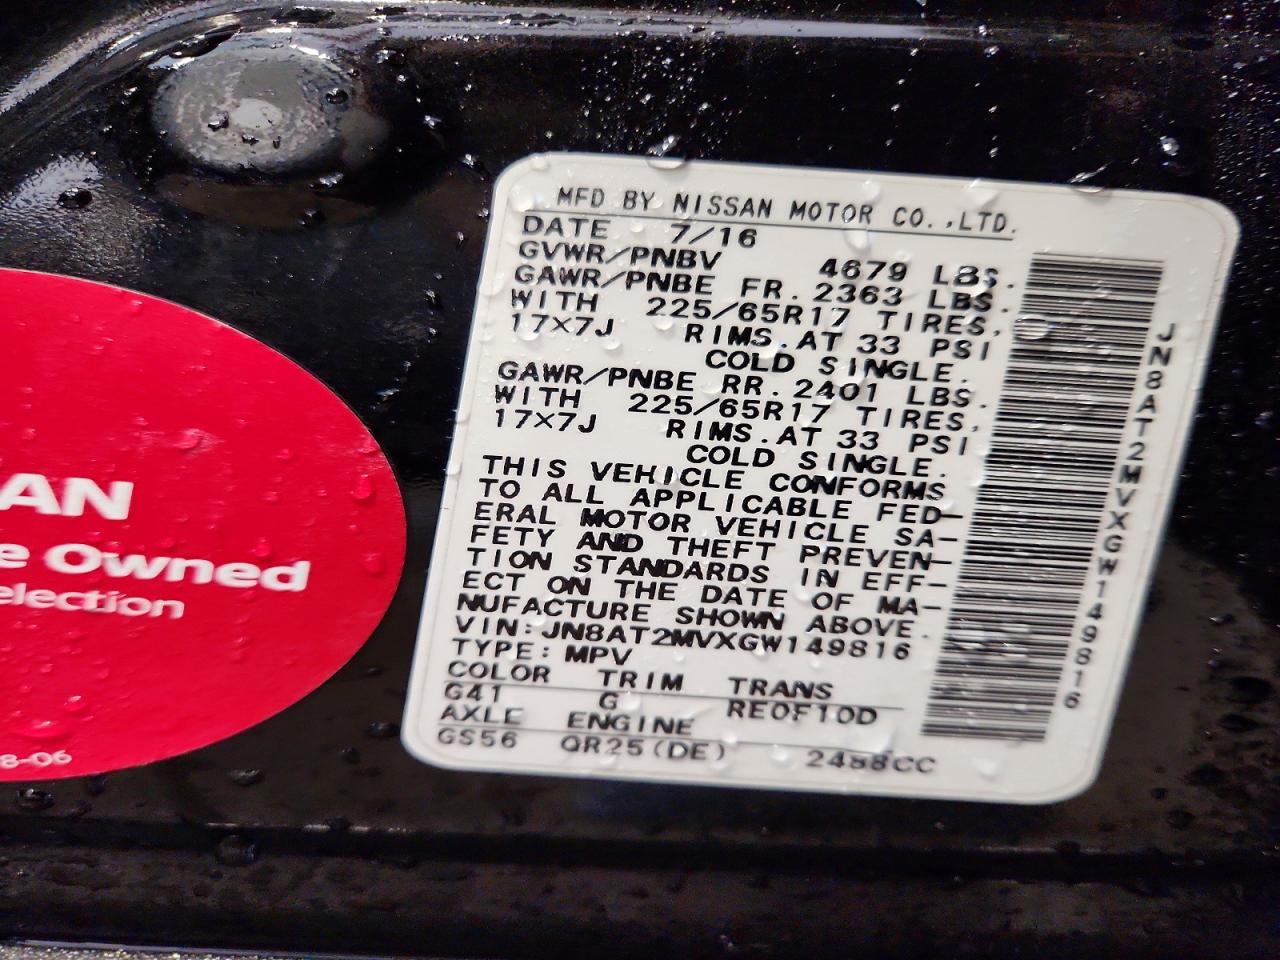 MFD BY NISSAN MOTOR CO.,LTD.
DATE 7/16
GVWR/PNBV 4679 LBS.
GAWR/PNBE FR. 2363 LBS.
WITH 225/65R17 TIRES,
17X7J RIMS.AT 33 PSI
COLD SINGLE.
GAWR/PNBE RR. 2401 LBS.
WITH 225/65R17 TIRES,
17X7J RIMS.AT 33 PSI
COLD SINGLE.
THIS VEHICLE CONFORMS
TO ALL APPLICABLE FED-
ERAL MOTOR VEHICLE SA-
FETY AND THEFT PREVEN-
TION STANDARDS IN EFF-
ECT ON THE DATE OF MA-
NUFACTURE SHOWN ABOVE.
VIN:JN8AT2MVXGW149816
TYPE:MPV
COLOR TRIM TRANS
G41 G RE0F10D
AXLE ENGINE
GS56 QR25(DE) 2488CC
JN8AT2MVXGW149816
AN
e Owned
election
8-06